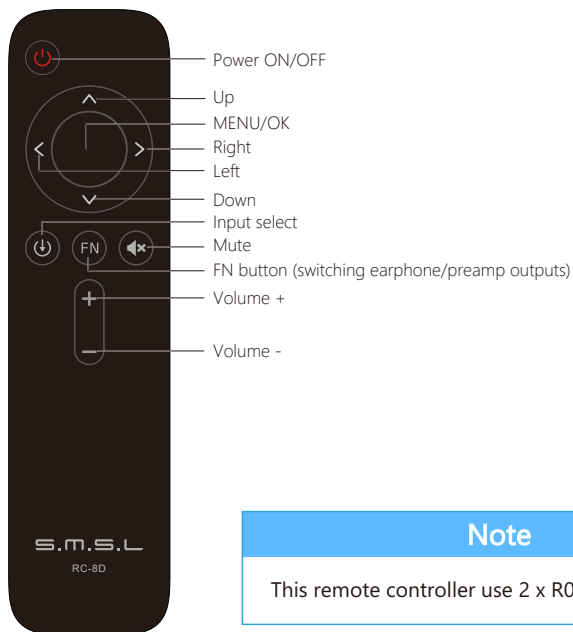 Power ON/OFF
Up
MENU/OK
Right
Left
Down
Input select
FN
Mute
FN button (switching earphone/preamp outputs)
Volume +
Volume -
S.M.S.L
RC-8D
Note
This remote controller use 2 x R0